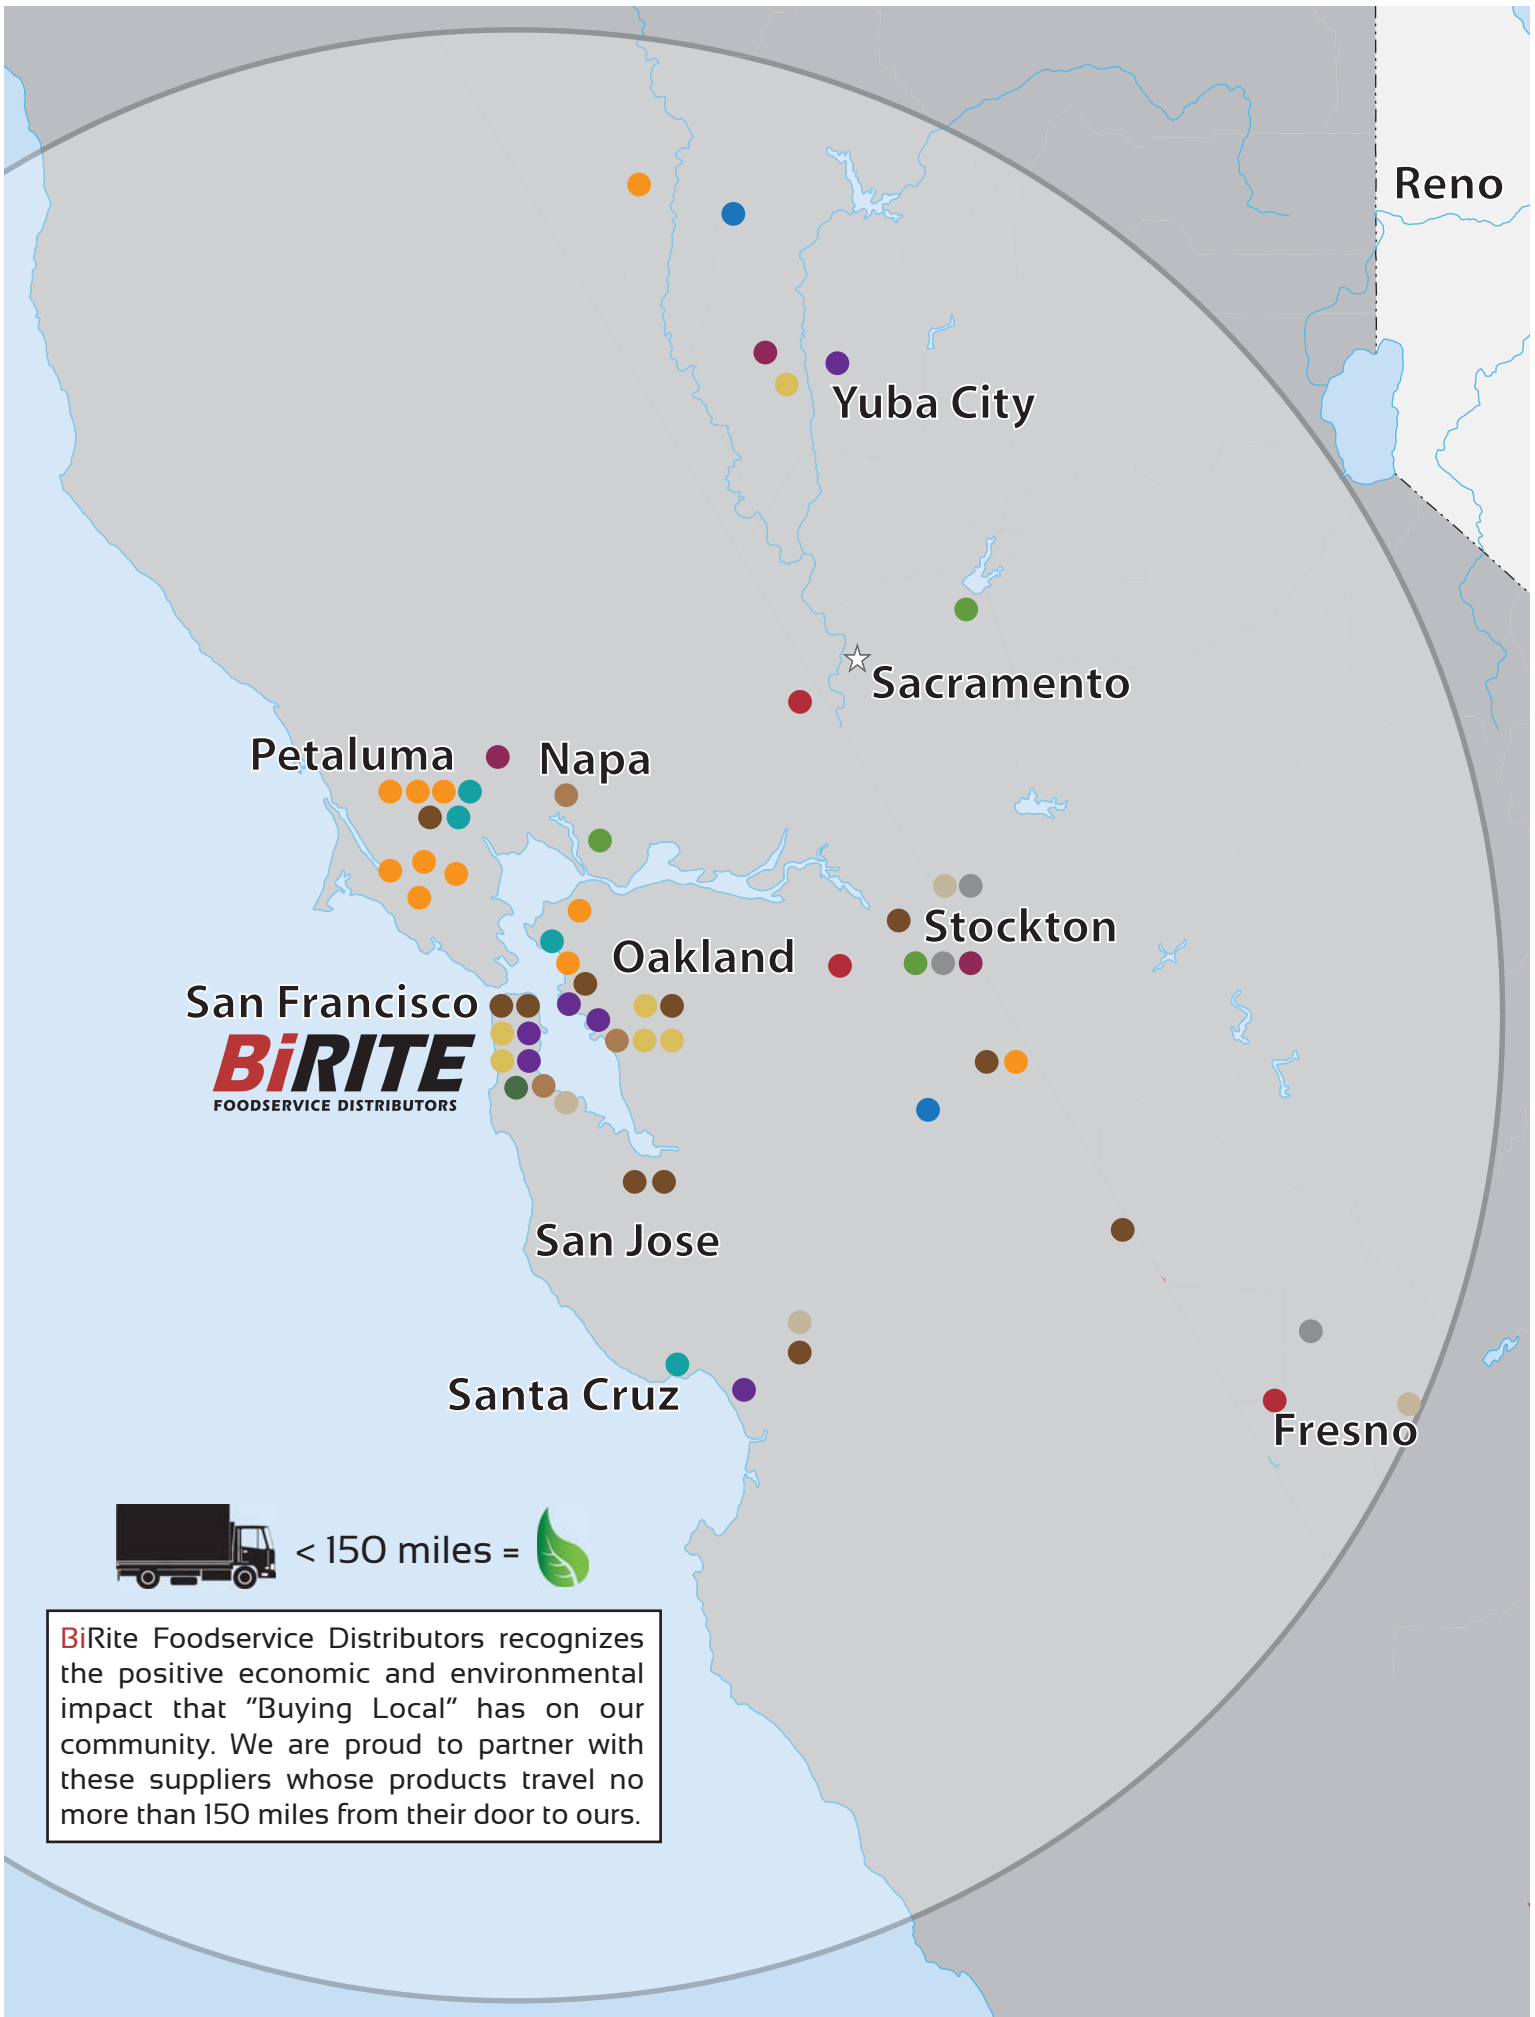 Reno
Yuba City
Sacramento
Petaluma
Napa
Stockton
Oakland
San Francisco
BiRITE
FOODSERVICE DISTRIBUTORS
San Jose
Santa Cruz
Fresno
< 150 miles =
BiRite Foodservice Distributors recognizes
the positive economic and environmental
impact that "Buying Local" has on our
community. We are proud to partner with
these suppliers whose products travel no
more than 150 miles from their door to ours.